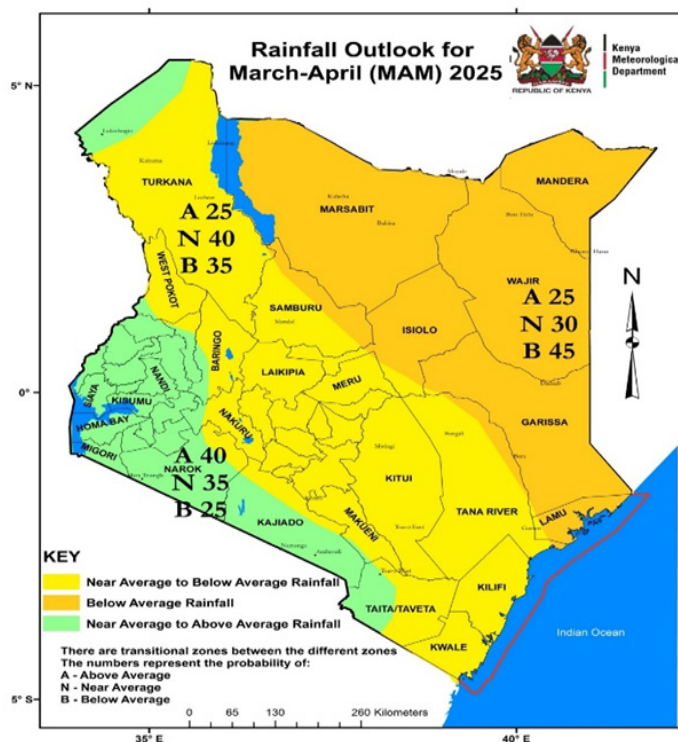 Rainfall Outlook for
March-April (MAM) 2025
Kenya
Meteorological
Department
REPUBLIC OF KENYA
5° N
0°
5° S
35° E
40° E
TURKANA
A 25
N 40
B 35
MARSABIT
MANDERA
WEST POKOT
SAMBURU
WAJIR
A 25
N 30
B 45
N
ISIOLO
BARINGO
LAIKIPIA
MERU
NANDI
SIAYA
KISUMU
HOMA BAY
MIGORI
NAKURU
GARISSA
NAROK
A 40
N 35
B 25
KITUI
TANA RIVER
LAMU
KAJIADO
MAKUENI
KILIFI
TAITA/TAVETA
KWALE
Indian Ocean
KEY
Near Average to Below Average Rainfall
Below Average Rainfall
Near Average to Above Average Rainfall
There are transitional zones between the different zones
The numbers represent the probability of:
A - Above Average
N - Near Average
B - Below Average
0 65 130 260 Kilometers